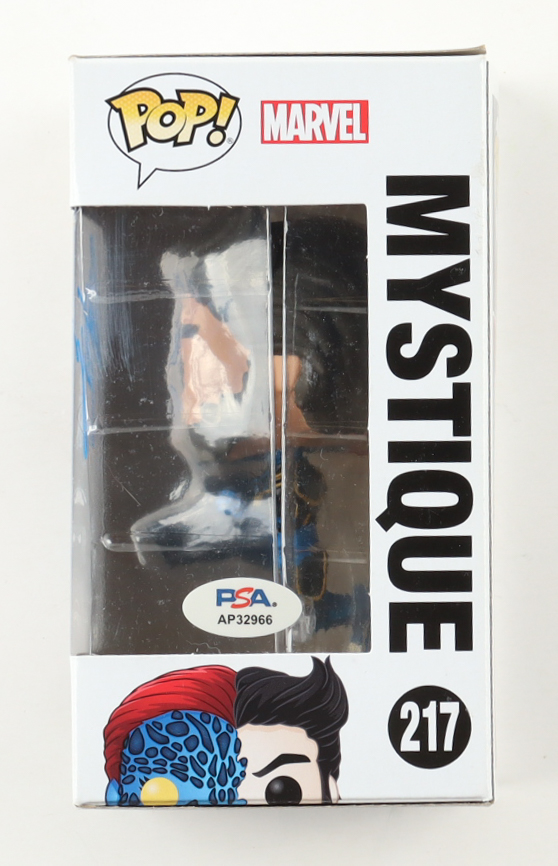 POP!
MARVEL
MYSTIQUE
217
PSA.
AP32966